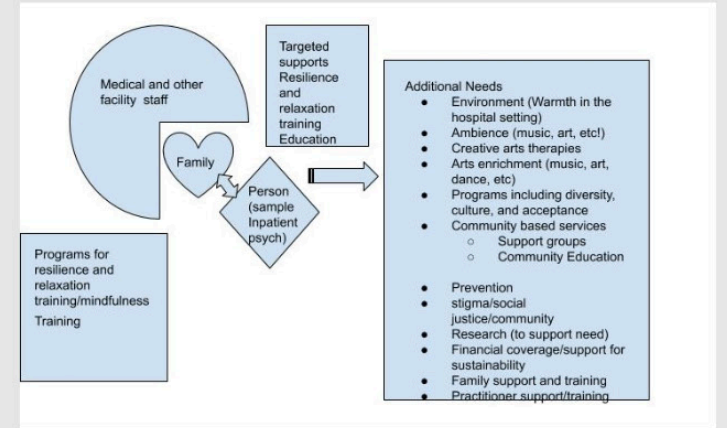 Medical and other
facility staff
Targeted
supports
Resilience
and
relaxation
training
Education
Family
Person
(sample
Inpatient
psych)
Programs for
resilience and
relaxation
training/mindfulness
Training
Additional Needs
● Environment (Warmth in the
hospital setting)
● Ambience (music, art, etc!)
● Creative arts therapies
● Arts enrichment (music, art,
dance, etc)
● Programs including diversity,
culture, and acceptance
● Community based services
○ Support groups
○ Community Education
● Prevention
● stigma/social
justice/community
● Research (to support need)
● Financial coverage/support for
sustainability
● Family support and training
● Practitioner support/training